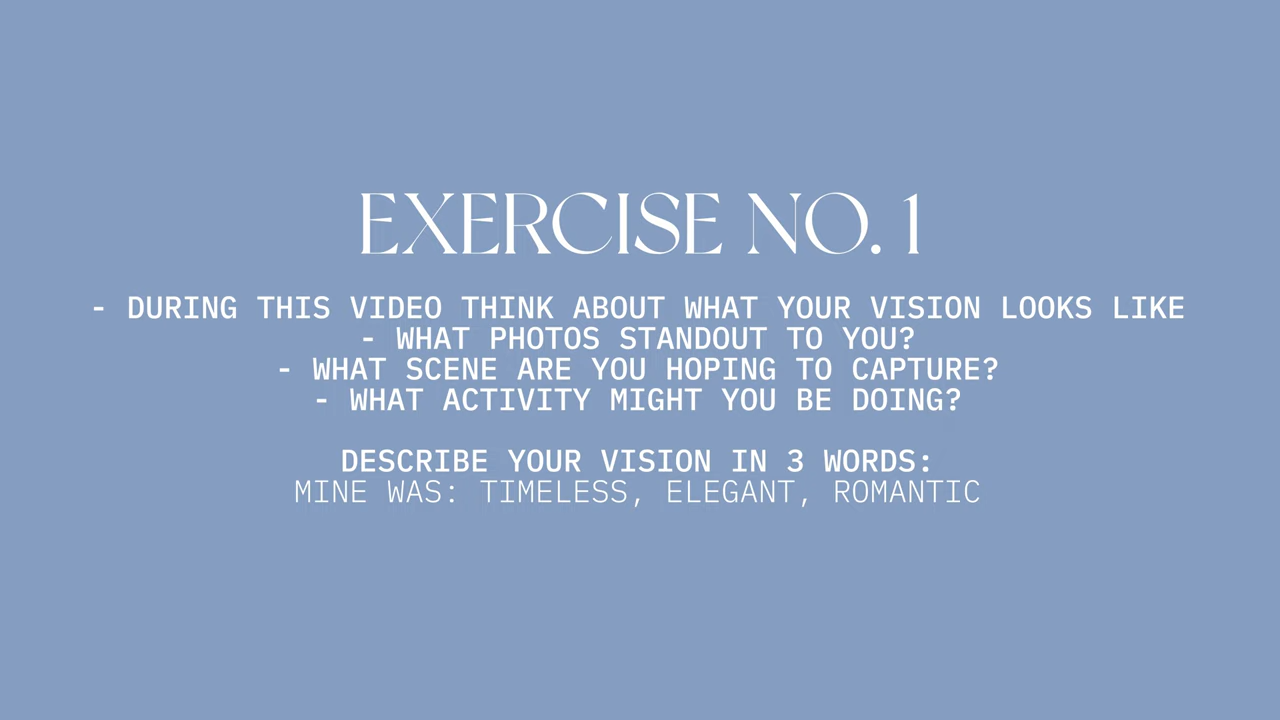 EXERCISE NO. 1
- DURING THIS VIDEO THINK ABOUT WHAT YOUR VISION LOOKS LIKE
- WHAT PHOTOS STANDOUT TO YOU?
- WHAT SCENE ARE YOU HOPING TO CAPTURE?
- WHAT ACTIVITY MIGHT YOU BE DOING?
DESCRIBE YOUR VISION IN 3 WORDS:
MINE WAS: TIMELESS, ELEGANT, ROMANTIC